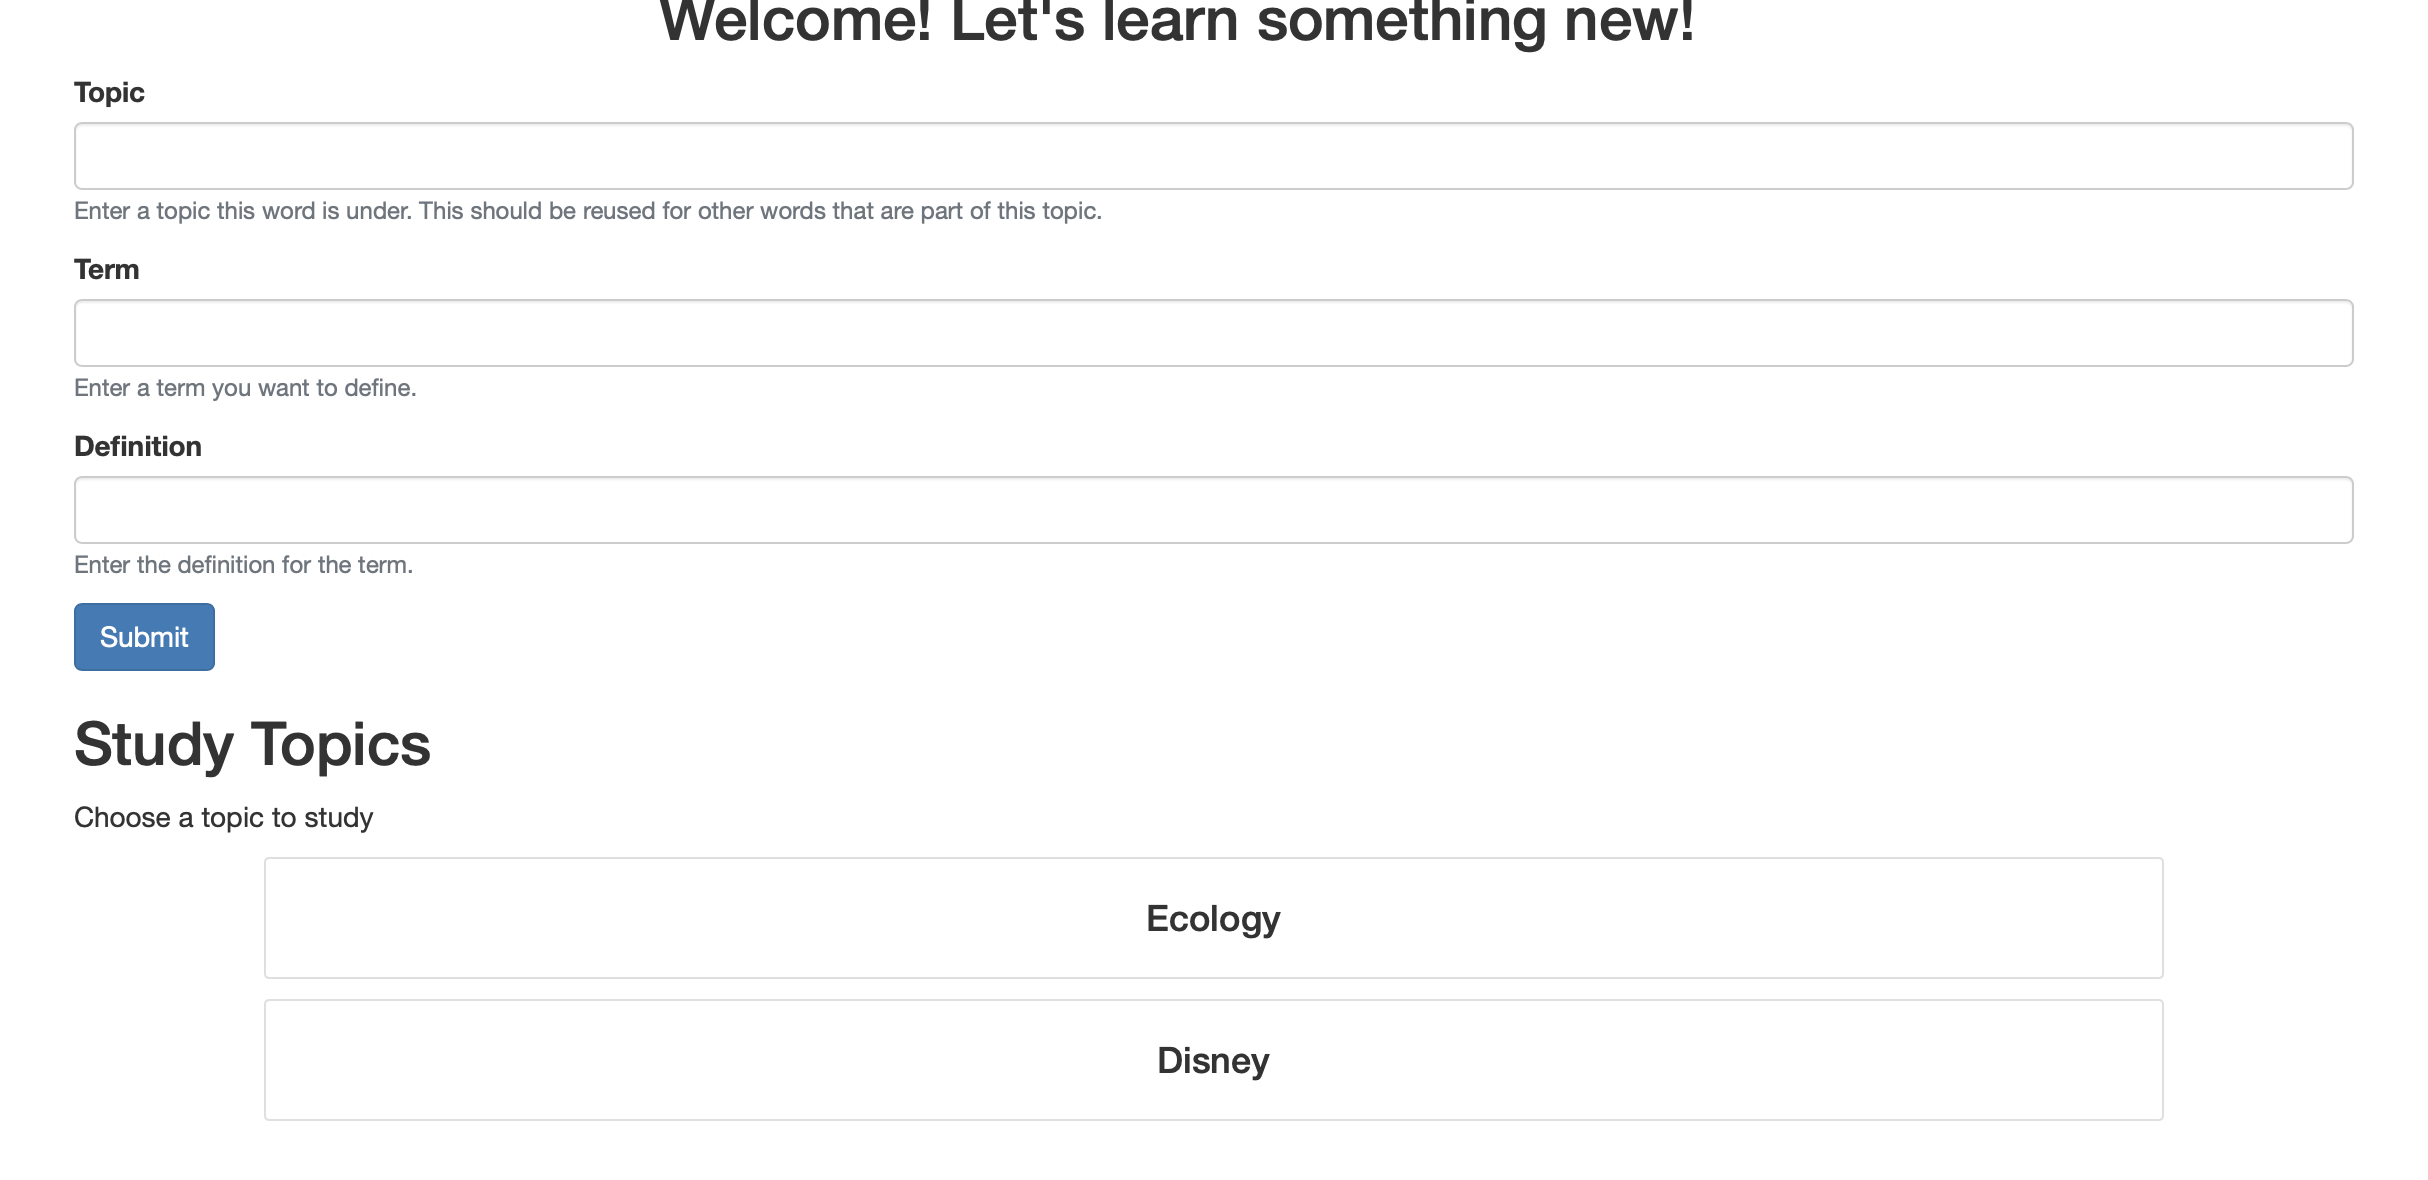 Welcome! Let's learn something new!
Topic
Enter a topic this word is under. This should be reused for other words that are part of this topic.
Term
Enter a term you want to define.
Definition
Enter the definition for the term.
Submit
Study Topics
Choose a topic to study
Ecology
Disney